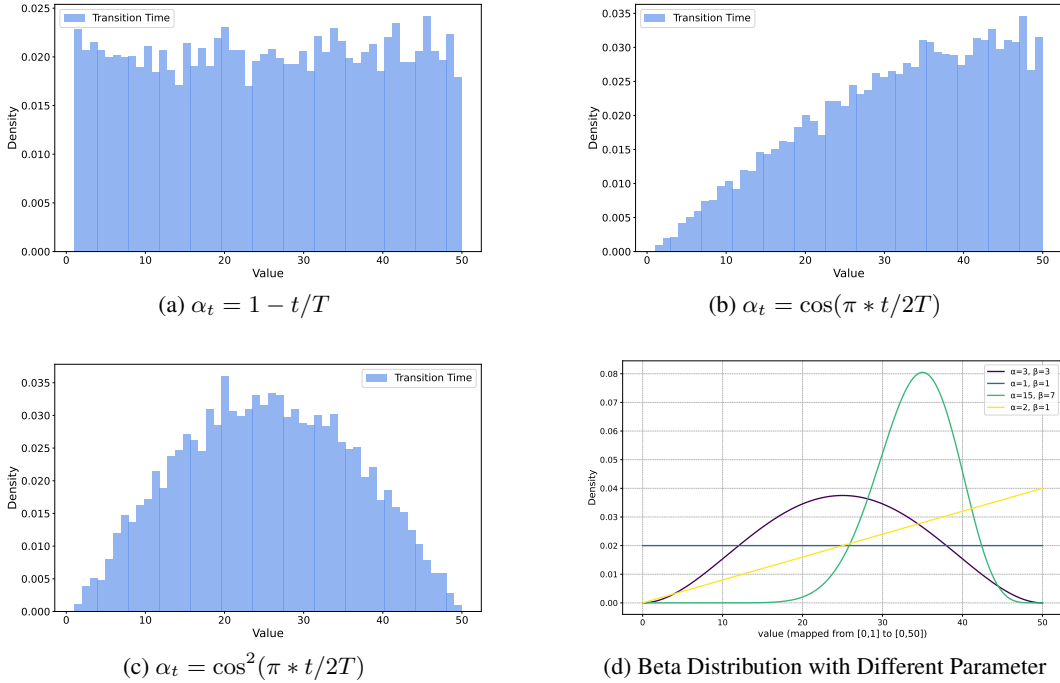 Transition Time
0.020
0.015
0.010
0.005
0.000
Density
0 10 20 30 40 50
Value
(a) αt = 1 − t/T
Transition Time
0.035
0.030
0.025
0.020
0.015
0.010
0.005
0.000
Density
0 10 20 30 40 50
Value
(b) αt = cos(π ∗ t/2T)
Transition Time
0.035
0.030
0.025
0.020
0.015
0.010
0.005
0.000
Density
0 10 20 30 40 50
Value
(c) αt = cos²(π ∗ t/2T)
α=3, β=3
α=1, β=1
α=15, β=7
α=2, β=1
0.08
0.07
0.06
0.05
0.04
0.03
0.02
0.01
0.00
Density
0 10 20 30 40 50
value (mapped from [0,1] to [0,50])
(d) Beta Distribution with Different Parameter